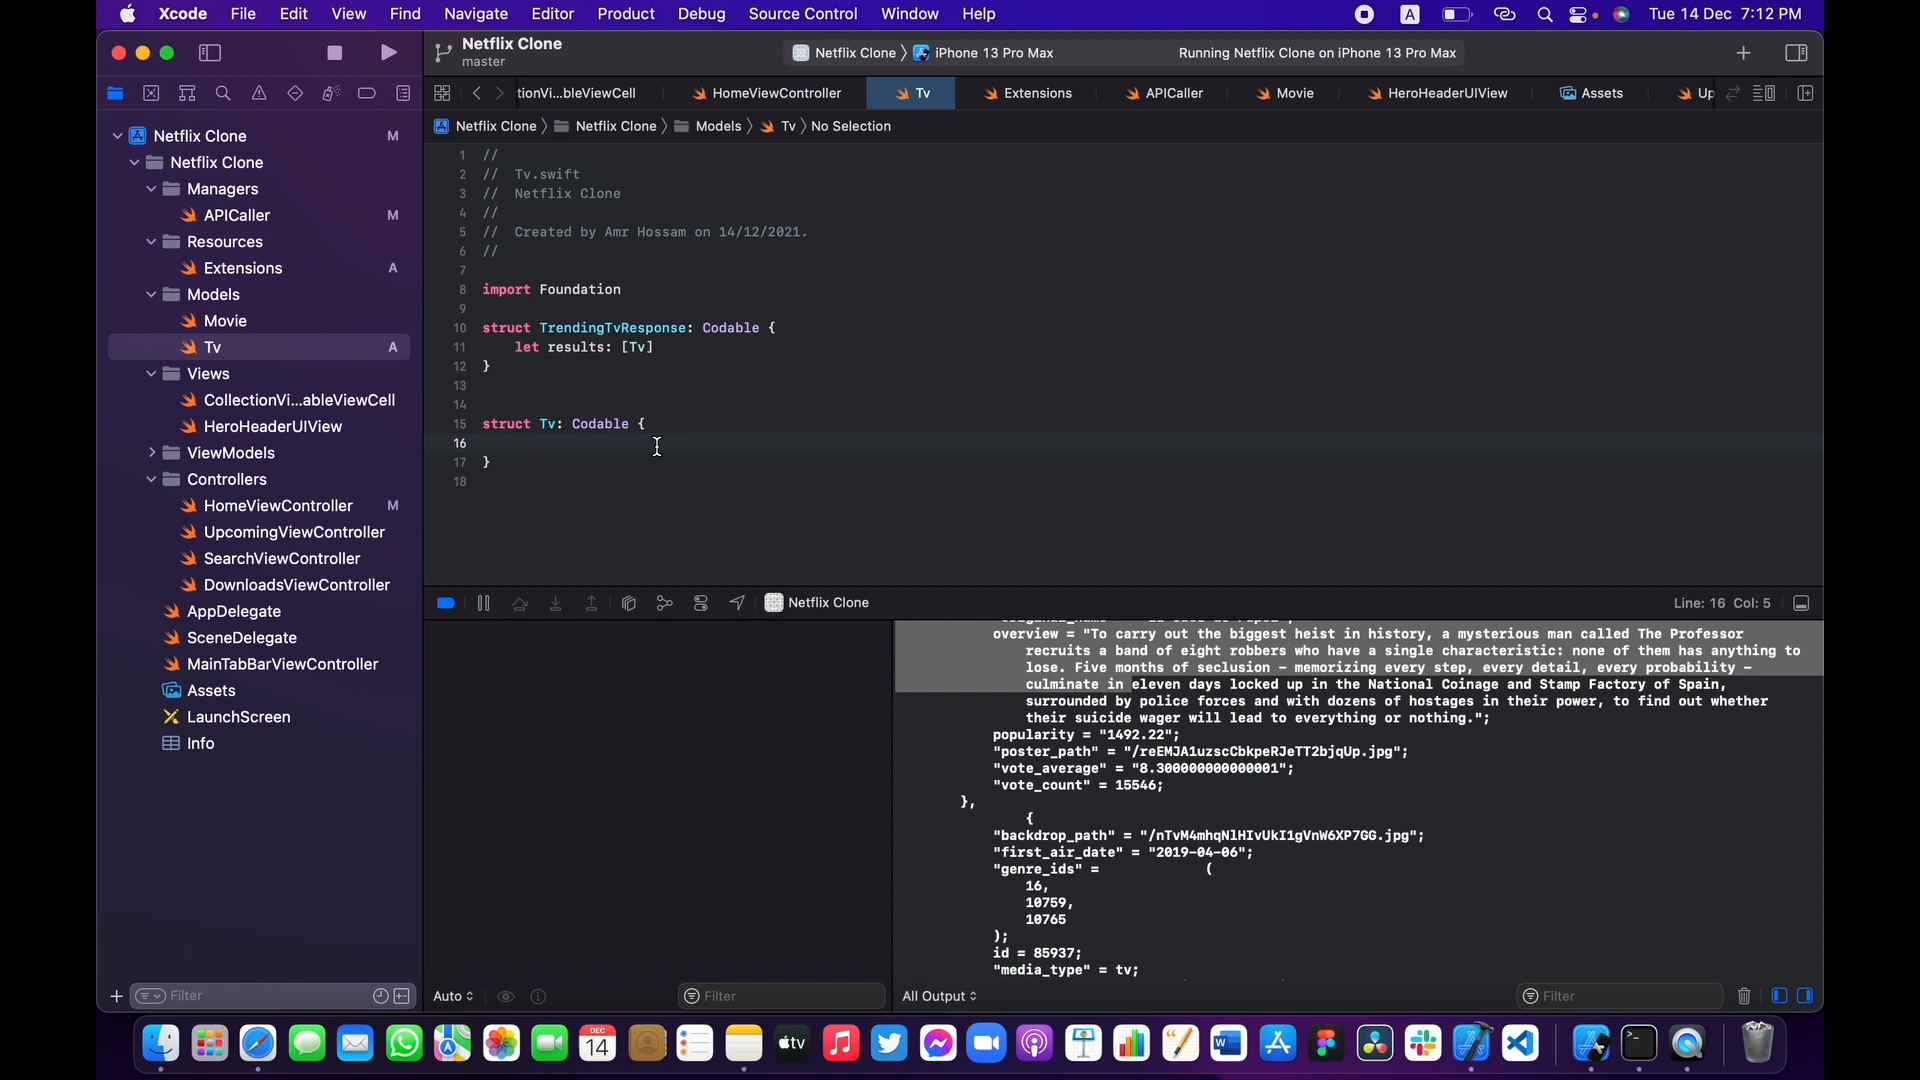 Xcode File Edit View Find Navigate Editor Product Debug Source Control Window Help
A
Tue 14 Dec 7:12 PM
Netflix Clone
master
Netflix Clone
iPhone 13 Pro Max
Running Netflix Clone on iPhone 13 Pro Max
tionVi...bleViewCell
HomeViewController
Tv
Extensions
APICaller
Movie
HeroHeaderUIView
Assets
Up
Netflix Clone
Netflix Clone
Models
Tv
No Selection
Netflix Clone M
Netflix Clone
Managers
APICaller M
Resources
Extensions A
Models
Movie
Tv A
Views
CollectionVi...ableViewCell
HeroHeaderUIView
ViewModels
Controllers
HomeViewController M
UpcomingViewController
SearchViewController
DownloadsViewController
AppDelegate
SceneDelegate
MainTabBarViewController
Assets
LaunchScreen
Info
Filter
1 //
2 // Tv.swift
3 // Netflix Clone
4 //
5 // Created by Amr Hossam on 14/12/2021.
6 //
7
8 import Foundation
9
10 struct TrendingTvResponse: Codable {
11 let results: [Tv]
12 }
13
14
15 struct Tv: Codable {
16
17 }
18
Netflix Clone
Line: 16 Col: 5
overview = "To carry out the biggest heist in history, a mysterious man called The Professor
recruits a band of eight robbers who have a single characteristic: none of them has anything to
lose. Five months of seclusion – memorizing every step, every detail, every probability –
culminate in eleven days locked up in the National Coinage and Stamp Factory of Spain,
surrounded by police forces and with dozens of hostages in their power, to find out whether
their suicide wager will lead to everything or nothing.";
popularity = "1492.22";
"poster_path" = "/reEMJA1uzscCbkpeRJeTT2bjqUp.jpg";
"vote_average" = "8.300000000000001";
"vote_count" = 15546;
},
{
"backdrop_path" = "/nTvM4mhqNlHIvUkI1gVnW6XP7GG.jpg";
"first_air_date" = "2019-04-06";
"genre_ids" = (
16,
10759,
10765
);
id = 85937;
"media_type" = tv;
Auto
Filter
All Output
Filter
DEC
14
tv
W